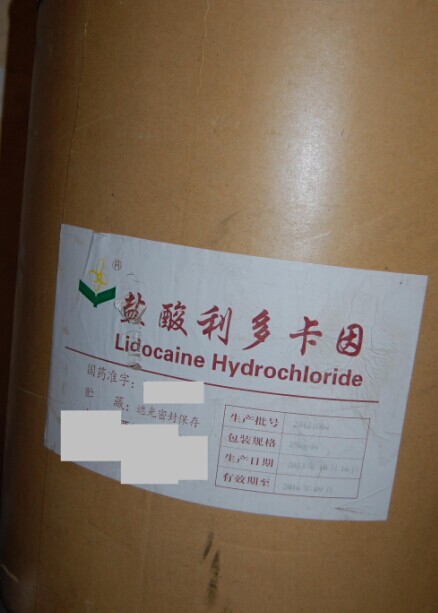 ®
盐酸利多卡因
Lidocaine Hydrochloride
国药准字:
贮 藏:遮光密封保存
生产批号
包装规格
生产日期
有效期至